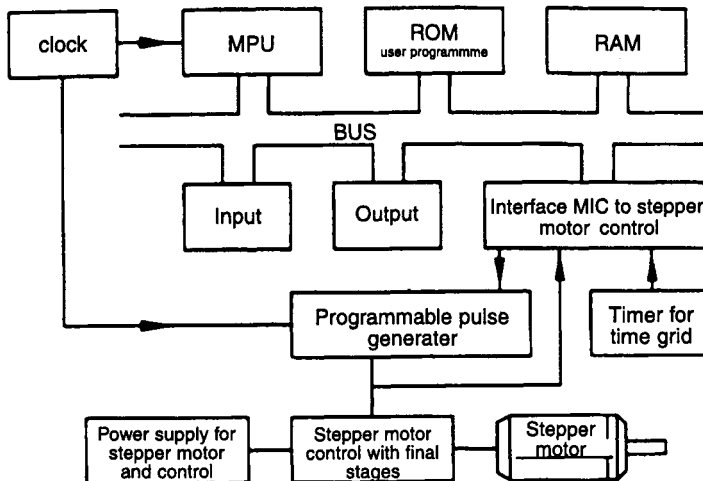 clock
MPU
ROM
user programmme
RAM
BUS
Input
Output
Interface MIC to stepper
motor control
Programmable pulse
generater
Timer for
time grid
Power supply for
stepper motor
and control
Stepper motor
control with final
stages
Stepper
motor